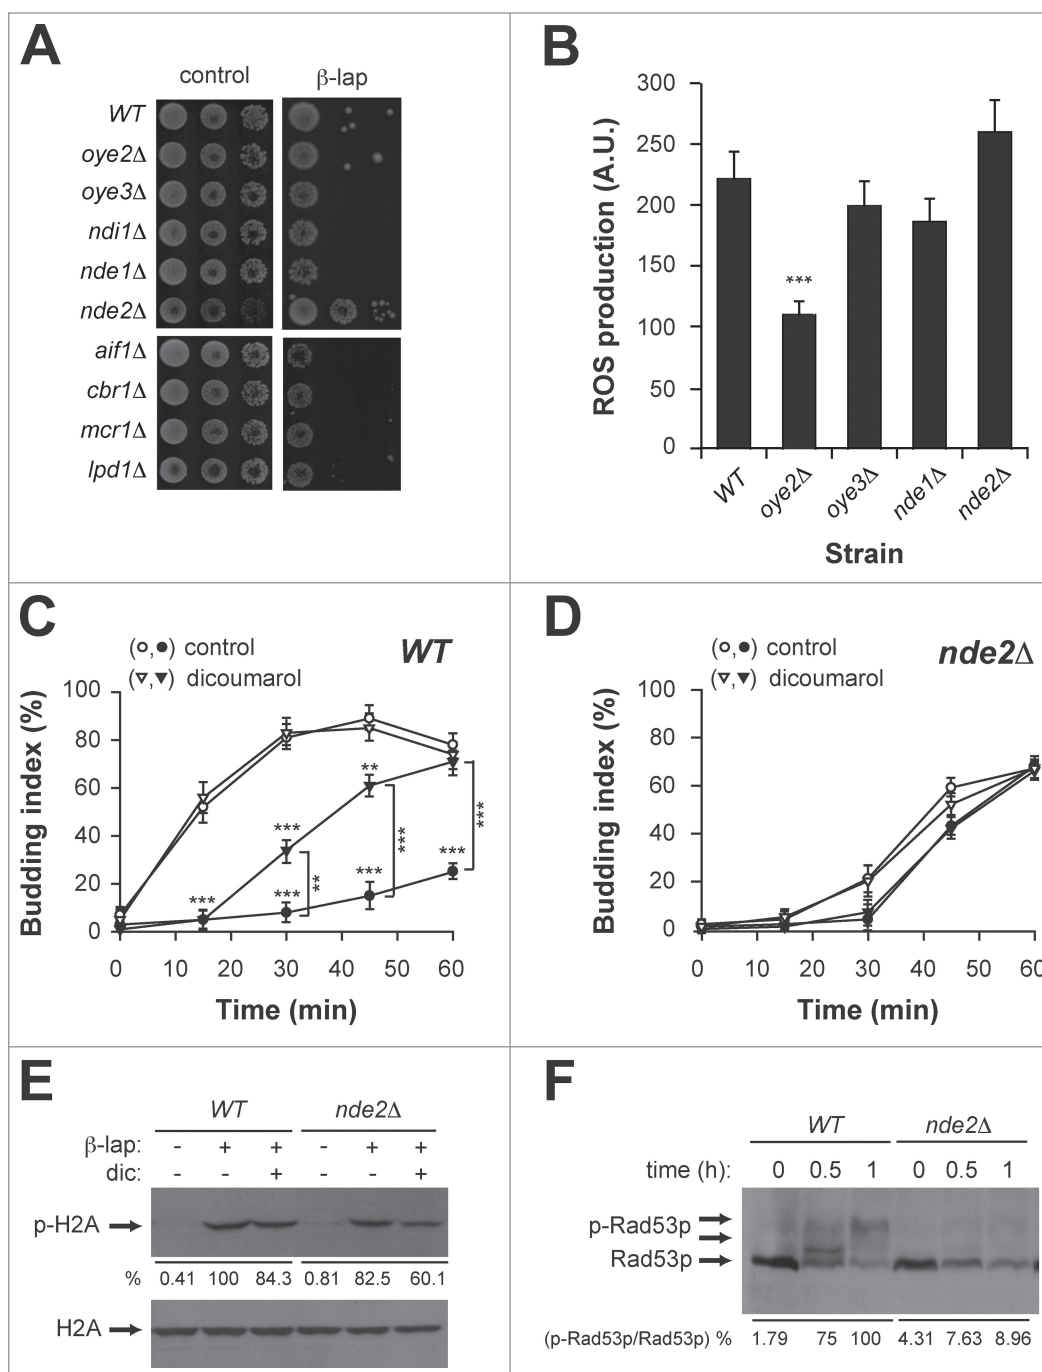 A
control β-lap
WT
oye2Δ
oye3Δ
ndi1Δ
nde1Δ
nde2Δ
aif1Δ
cbr1Δ
mcr1Δ
lpd1Δ
B
ROS production (A.U.)
300
250
200
150
100
50
0
***
WT oye2Δ oye3Δ nde1Δ nde2Δ
Strain
C
(○,●) control
(▽,▼) dicoumarol
WT
Budding index (%)
100
80
60
40
20
0
***
***
***
**
**
***
***
***
***
0 10 20 30 40 50 60
Time (min)
D
(○,●) control
(▽,▼) dicoumarol
nde2Δ
Budding index (%)
100
80
60
40
20
0
0 10 20 30 40 50 60
Time (min)
E
WT nde2Δ
β-lap: - + + - + +
dic: - - + - - +
p-H2A
% 0.41 100 84.3 0.81 82.5 60.1
H2A
F
WT nde2Δ
time (h): 0 0.5 1 0 0.5 1
p-Rad53p
Rad53p
(p-Rad53p/Rad53p) % 1.79 75 100 4.31 7.63 8.96